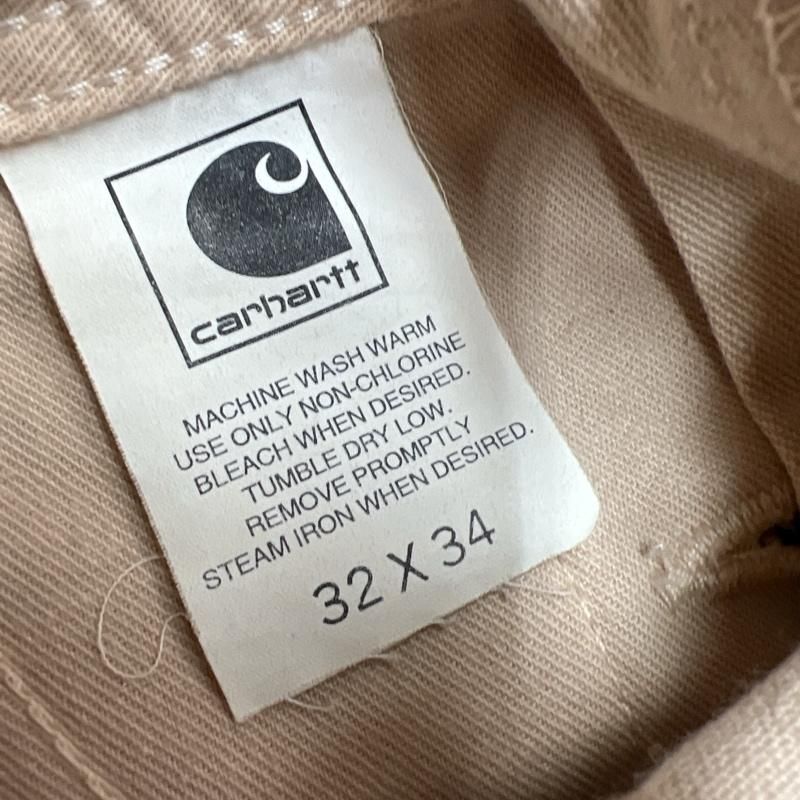 carhartt
MACHINE WASH WARM
USE ONLY NON-CHLORINE
BLEACH WHEN DESIRED.
TUMBLE DRY LOW.
REMOVE PROMPTLY
STEAM IRON WHEN DESIRED.
32 X 34